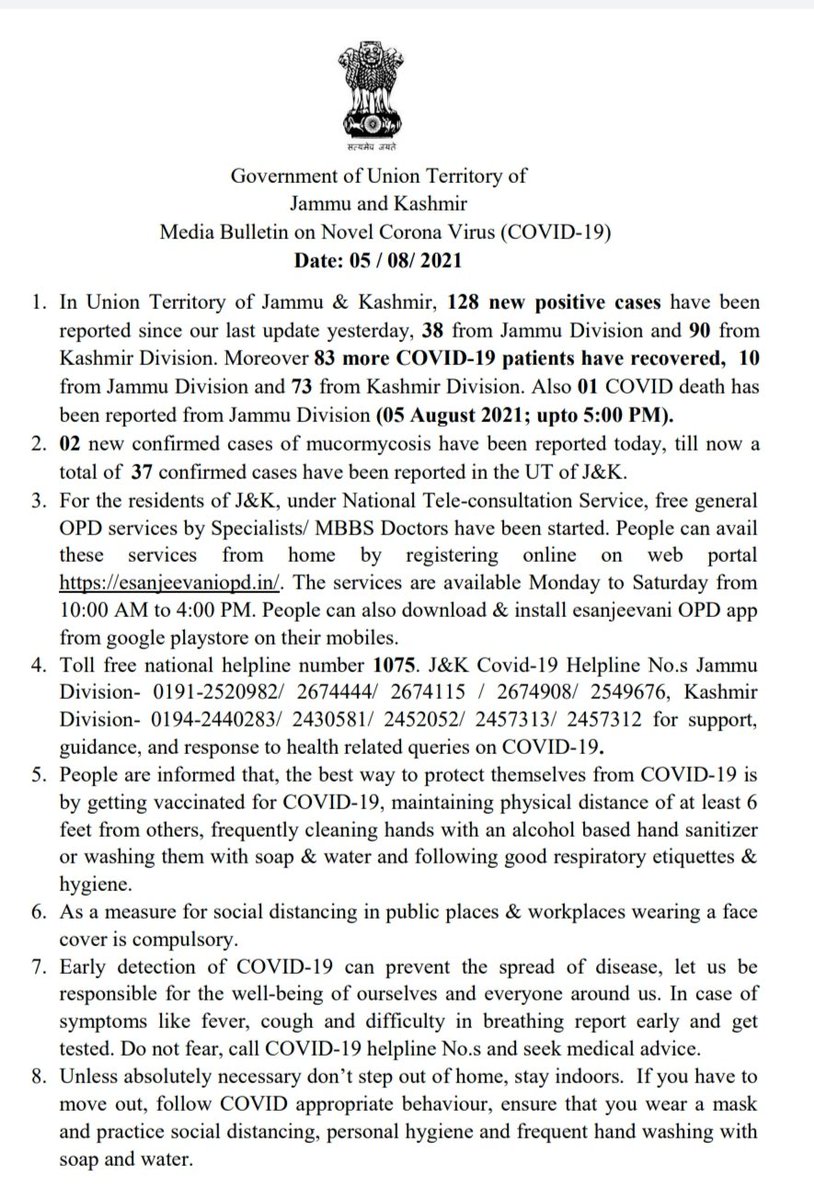 सत्यमेव जयते
Government of Union Territory of
Jammu and Kashmir
Media Bulletin on Novel Corona Virus (COVID-19)
Date: 05 / 08/ 2021
1. In Union Territory of Jammu & Kashmir, 128 new positive cases have been
reported since our last update yesterday, 38 from Jammu Division and 90 from
Kashmir Division. Moreover 83 more COVID-19 patients have recovered, 10
from Jammu Division and 73 from Kashmir Division. Also 01 COVID death has
been reported from Jammu Division (05 August 2021; upto 5:00 PM).
2. 02 new confirmed cases of mucormycosis have been reported today, till now a
total of 37 confirmed cases have been reported in the UT of J&K.
3. For the residents of J&K, under National Tele-consultation Service, free general
OPD services by Specialists/ MBBS Doctors have been started. People can avail
these services from home by registering online on web portal
https://esanjeevaniopd.in/. The services are available Monday to Saturday from
10:00 AM to 4:00 PM. People can also download & install esanjeevani OPD app
from google playstore on their mobiles.
4. Toll free national helpline number 1075. J&K Covid-19 Helpline No.s Jammu
Division- 0191-2520982/ 2674444/ 2674115 / 2674908/ 2549676, Kashmir
Division- 0194-2440283/ 2430581/ 2452052/ 2457313/ 2457312 for support,
guidance, and response to health related queries on COVID-19.
5. People are informed that, the best way to protect themselves from COVID-19 is
by getting vaccinated for COVID-19, maintaining physical distance of at least 6
feet from others, frequently cleaning hands with an alcohol based hand sanitizer
or washing them with soap & water and following good respiratory etiquettes &
hygiene.
6. As a measure for social distancing in public places & workplaces wearing a face
cover is compulsory.
7. Early detection of COVID-19 can prevent the spread of disease, let us be
responsible for the well-being of ourselves and everyone around us. In case of
symptoms like fever, cough and difficulty in breathing report early and get
tested. Do not fear, call COVID-19 helpline No.s and seek medical advice.
8. Unless absolutely necessary don’t step out of home, stay indoors. If you have to
move out, follow COVID appropriate behaviour, ensure that you wear a mask
and practice social distancing, personal hygiene and frequent hand washing with
soap and water.